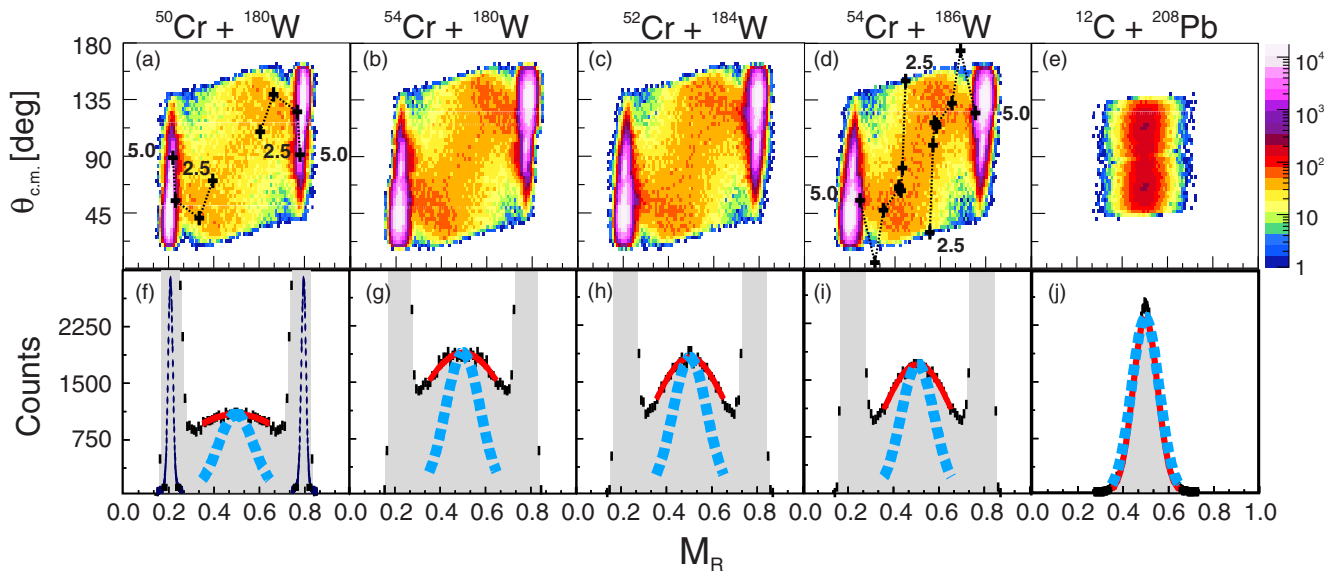 ⁵⁰Cr + ¹⁸⁰W ⁵⁴Cr + ¹⁸⁰W ⁵²Cr + ¹⁸⁴W ⁵⁴Cr + ¹⁸⁶W ¹²C + ²⁰⁸Pb
(a) (b) (c) (d) (e)
180 135 90 45
θc.m. [deg]
5.0 2.5 2.5 5.0
2.5 5.0 5.0 2.5
10⁴ 10³ 10² 10 1
(f) (g) (h) (i) (j)
2250 1500 750 0
Counts
0.0 0.2 0.4 0.6 0.8 0.0 0.2 0.4 0.6 0.8 0.0 0.2 0.4 0.6 0.8 0.0 0.2 0.4 0.6 0.8 0.0 0.2 0.4 0.6 0.8 1.0
M_R